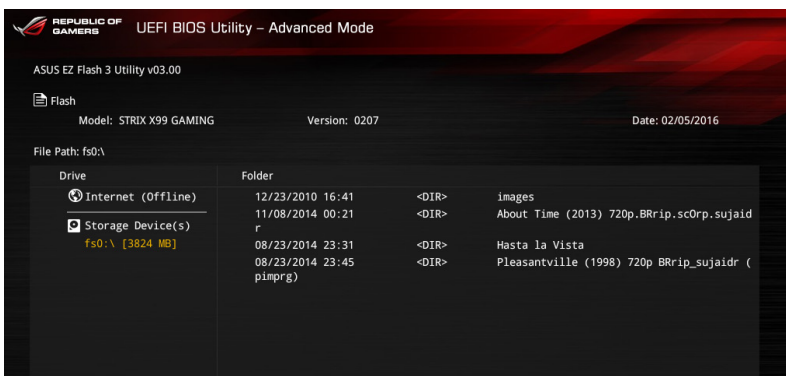 REPUBLIC OF
GAMERS
UEFI BIOS Utility – Advanced Mode
ASUS EZ Flash 3 Utility v03.00
Flash
Model: STRIX X99 GAMING Version: 0207 Date: 02/05/2016
File Path: fs0:\
Drive Folder
Internet (Offline)
Storage Device(s)
fs0:\ [3824 MB]
12/23/2010 16:41 <DIR> images
11/08/2014 00:21 <DIR> About Time (2013) 720p.BRrip.scOrp.sujaid
r
08/23/2014 23:31 <DIR> Hasta la Vista
08/23/2014 23:45 <DIR> Pleasantville (1998) 720p BRrip_sujaidr (
pimprg)